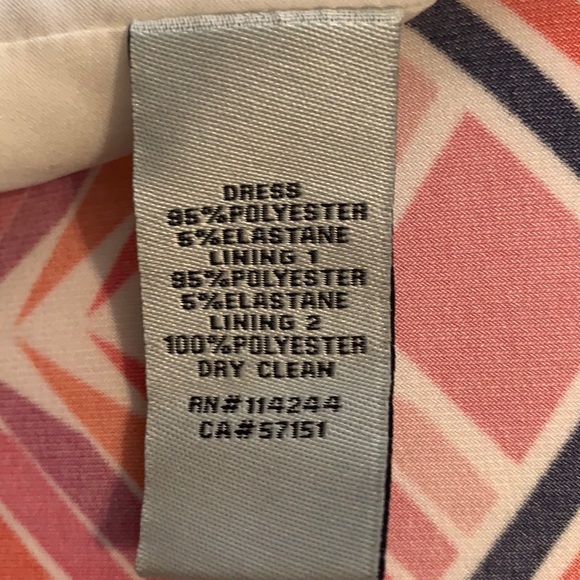 DRESS
95%POLYESTER
5%ELASTANE
LINING 1
95%POLYESTER
5%ELASTANE
LINING 2
100%POLYESTER
DRY CLEAN
RN#114244
CA#57151